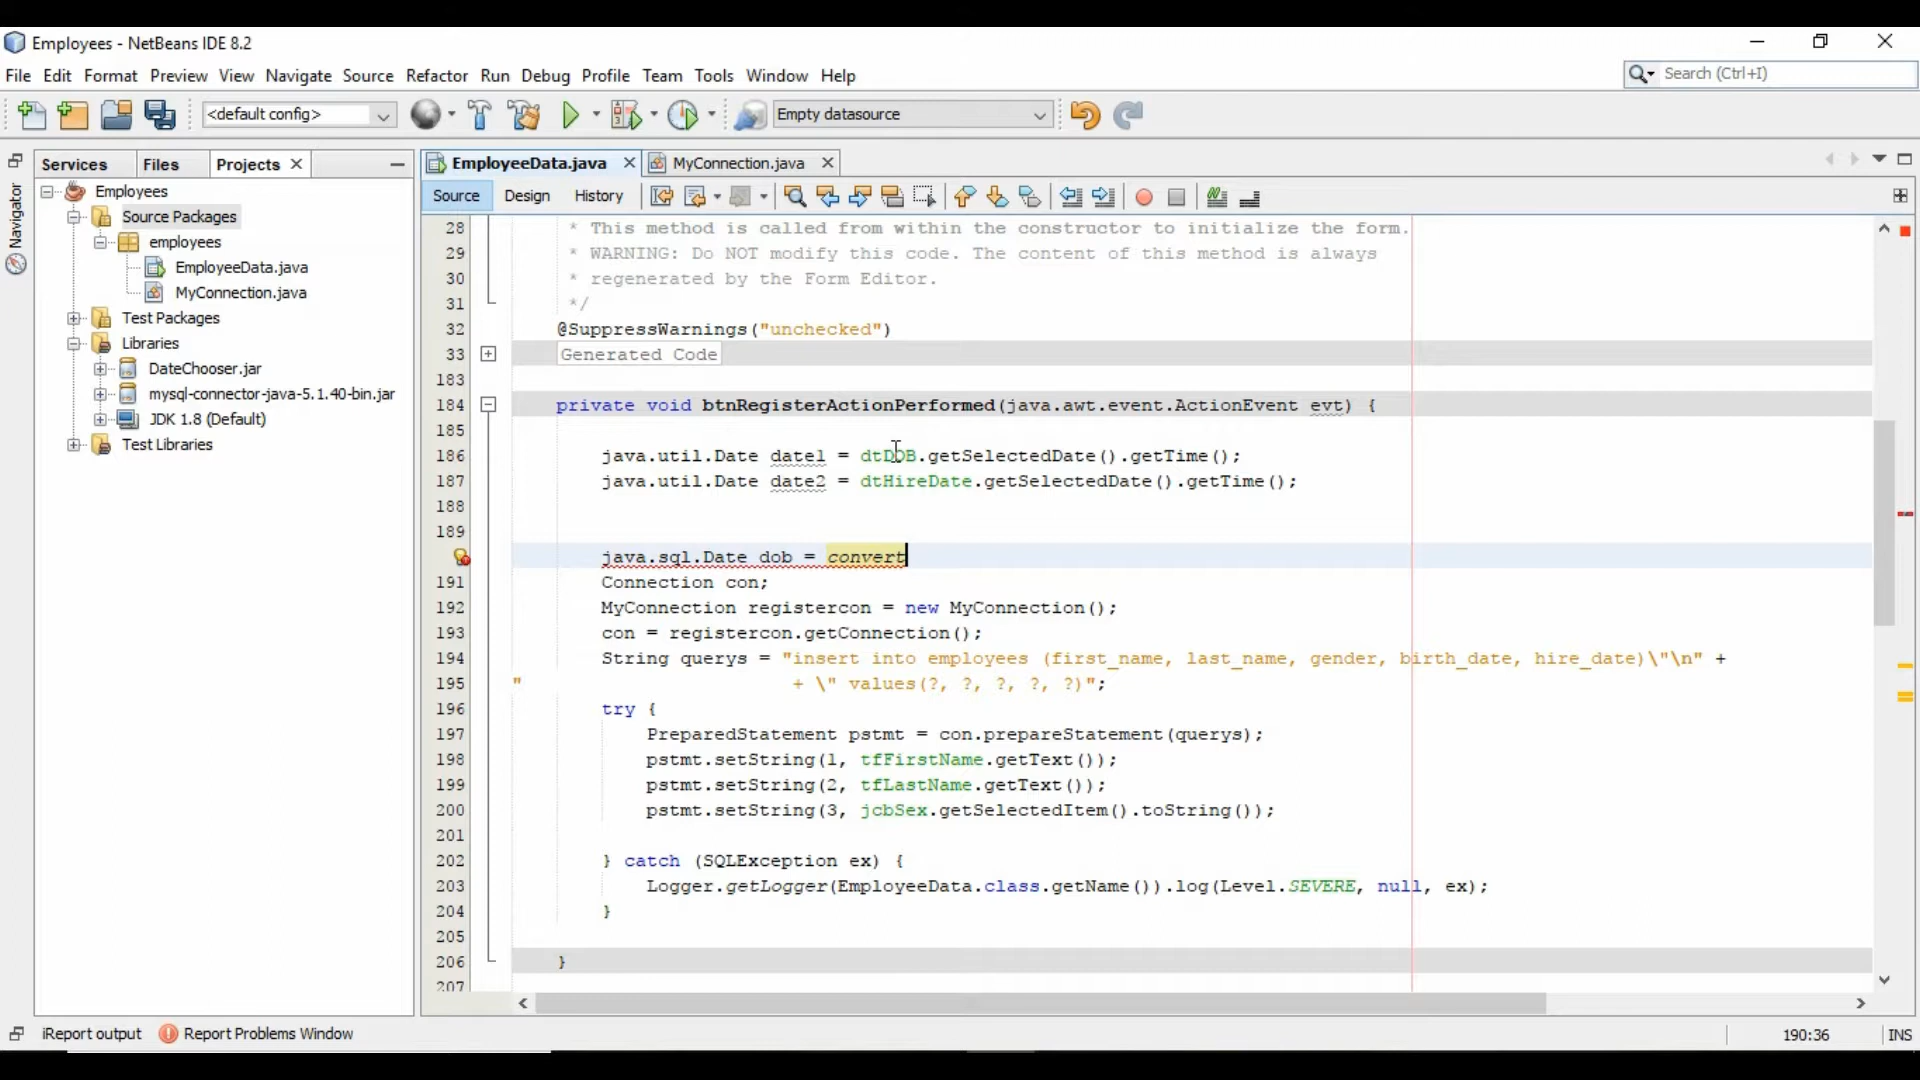 Employees - NetBeans IDE 8.2
File Edit Format Preview View Navigate Source Refactor Run Debug Profile Team Tools Window Help
Search (Ctrl+I)
<default config>
Empty datasource
Navigator
Services Files Projects
Employees
Source Packages
employees
EmployeeData.java
MyConnection.java
Test Packages
Libraries
DateChooser.jar
mysql-connector-java-5.1.40-bin.jar
JDK 1.8 (Default)
Test Libraries
EmployeeData.java MyConnection.java
Source Design History
28 * This method is called from within the constructor to initialize the form.
29 * WARNING: Do NOT modify this code. The content of this method is always
30 * regenerated by the Form Editor.
31 */
32 @SuppressWarnings("unchecked")
33 Generated Code
183
184 private void btnRegisterActionPerformed(java.awt.event.ActionEvent evt) {
185
186 java.util.Date date1 = dtDOB.getSelectedDate().getTime();
187 java.util.Date date2 = dtHireDate.getSelectedDate().getTime();
188
189
java.sql.Date dob = convert
191 Connection con;
192 MyConnection registercon = new MyConnection();
193 con = registercon.getConnection();
194 String querys = "insert into employees (first_name, last_name, gender, birth_date, hire_date)\"\n" +
195 " + \" values(?, ?, ?, ?, ?)";
196 try {
197 PreparedStatement pstmt = con.prepareStatement(querys);
198 pstmt.setString(1, tfFirstName.getText());
199 pstmt.setString(2, tfLastName.getText());
200 pstmt.setString(3, jcbSex.getSelectedItem().toString());
201
202 } catch (SQLException ex) {
203 Logger.getLogger(EmployeeData.class.getName()).log(Level.SEVERE, null, ex);
204 }
205
206 }
207
iReport output Report Problems Window
190:36 INS